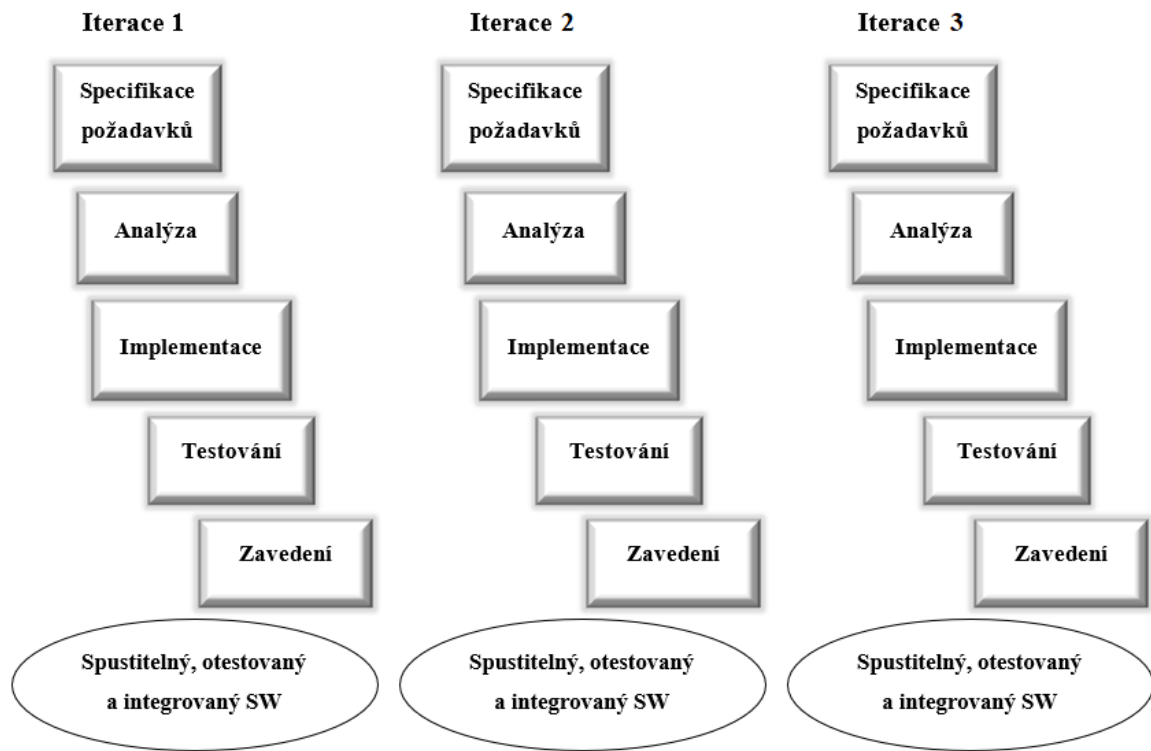 Iterace 1
Specifikace
požadavků
Analýza
Implementace
Testování
Zavedení
Spustitelný, otestovaný
a integrovaný SW
Iterace 2
Specifikace
požadavků
Analýza
Implementace
Testování
Zavedení
Spustitelný, otestovaný
a integrovaný SW
Iterace 3
Specifikace
požadavků
Analýza
Implementace
Testování
Zavedení
Spustitelný, otestovaný
a integrovaný SW